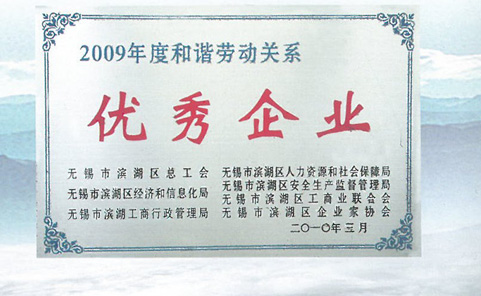 2009年度和谐劳动关系
优秀企业
无锡市滨湖区总工会
无锡市滨湖区经济和信息化局
无锡市滨湖工商行政管理局
无锡市滨湖区人力资源和社会保障局
无锡市滨湖区安全生产监督管理局
无锡市滨湖区工商业联合会
无锡市滨湖区企业家协会
二〇一〇年三月